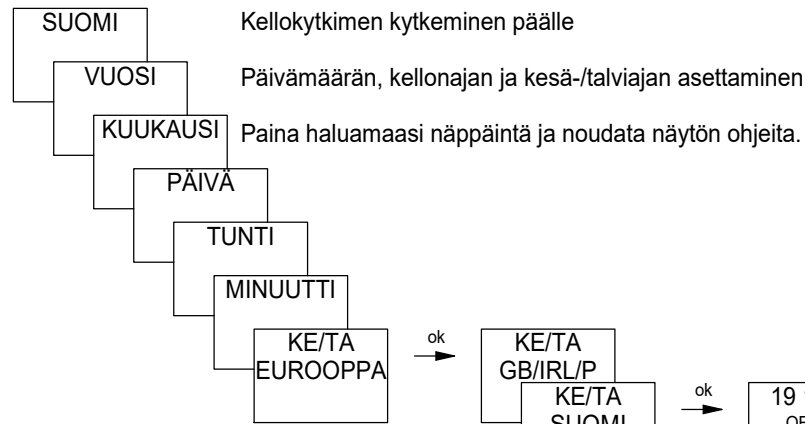 SUOMI
Kellokytkimen kytkeminen päälle
VUOSI
Päivämäärän, kellonajan ja kesä-/talviajan asettaminen
KUUKAUSI
Paina haluamaasi näppäintä ja noudata näytön ohjeita.
PÄIVÄ
TUNTI
MINUUTTI
KE/TA
EUROOPPA
ok
KE/TA
GB/IRL/P
KE/TA
SUOMI
ok
19